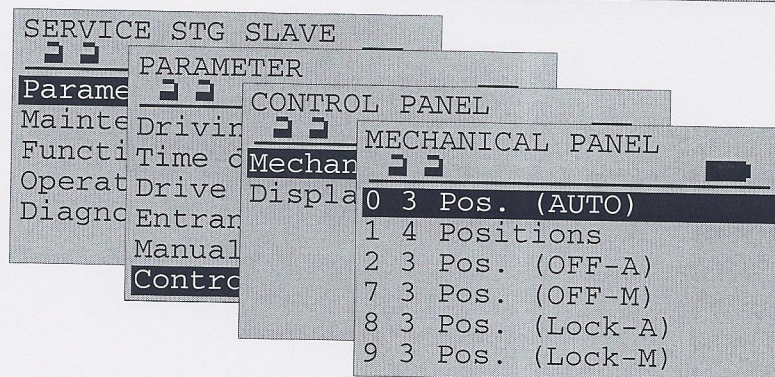 SERVICE STG SLAVE
Parame
Mainte
Functi
Operat
Diagno
PARAMETER
Drivin
Time d
Drive
Entran
Manual
Contro
CONTROL PANEL
Mechan
Displa
MECHANICAL PANEL
0 3 Pos. (AUTO)
1 4 Positions
2 3 Pos. (OFF-A)
7 3 Pos. (OFF-M)
8 3 Pos. (Lock-A)
9 3 Pos. (Lock-M)